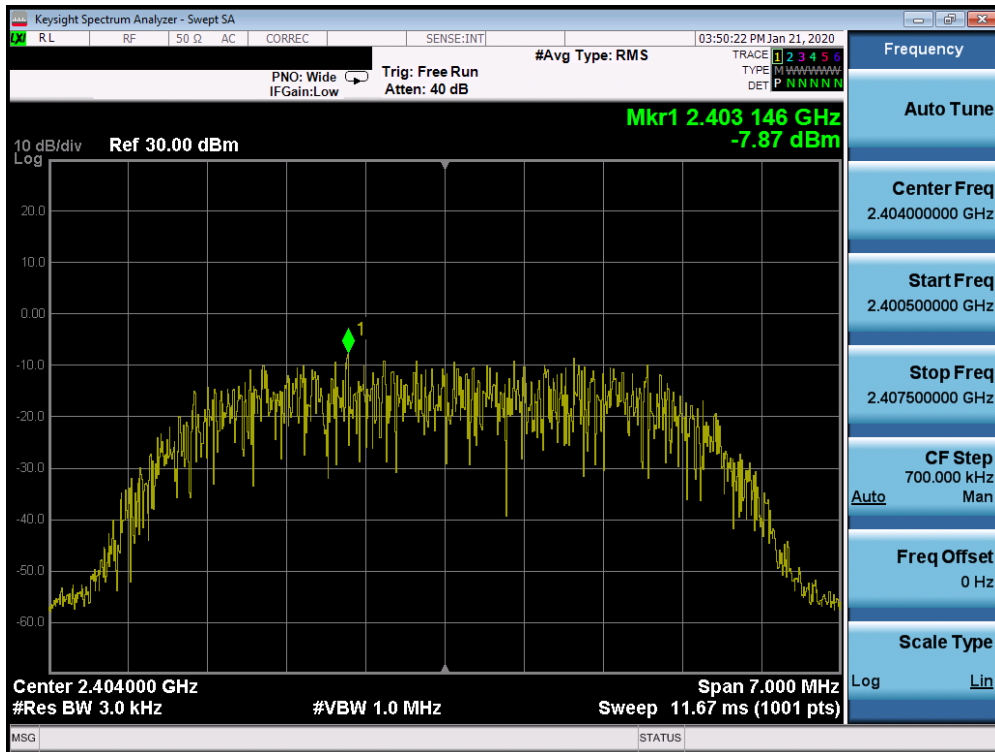 Keysight Spectrum Analyzer - Swept SA
LXI RL RF 50 Ω AC CORREC SENSE:INT 03:50:22 PM Jan 21, 2020
#Avg Type: RMS TRACE 1 2 3 4 5 6
PNO: Wide Trig: Free Run TYPE M WWWWW
IFGain:Low Atten: 40 dB DET P N N N N N
Mkr1 2.403 146 GHz
-7.87 dBm
10 dB/div Ref 30.00 dBm
Log
20.0
10.0
0.00
1
-10.0
-20.0
-30.0
-40.0
-50.0
-60.0
Center 2.404000 GHz Span 7.000 MHz
#Res BW 3.0 kHz #VBW 1.0 MHz Sweep 11.67 ms (1001 pts)
MSG STATUS
Frequency
Auto Tune
Center Freq
2.404000000 GHz
Start Freq
2.400500000 GHz
Stop Freq
2.407500000 GHz
CF Step
700.000 kHz
Auto Man
Freq Offset
0 Hz
Scale Type
Log Lin